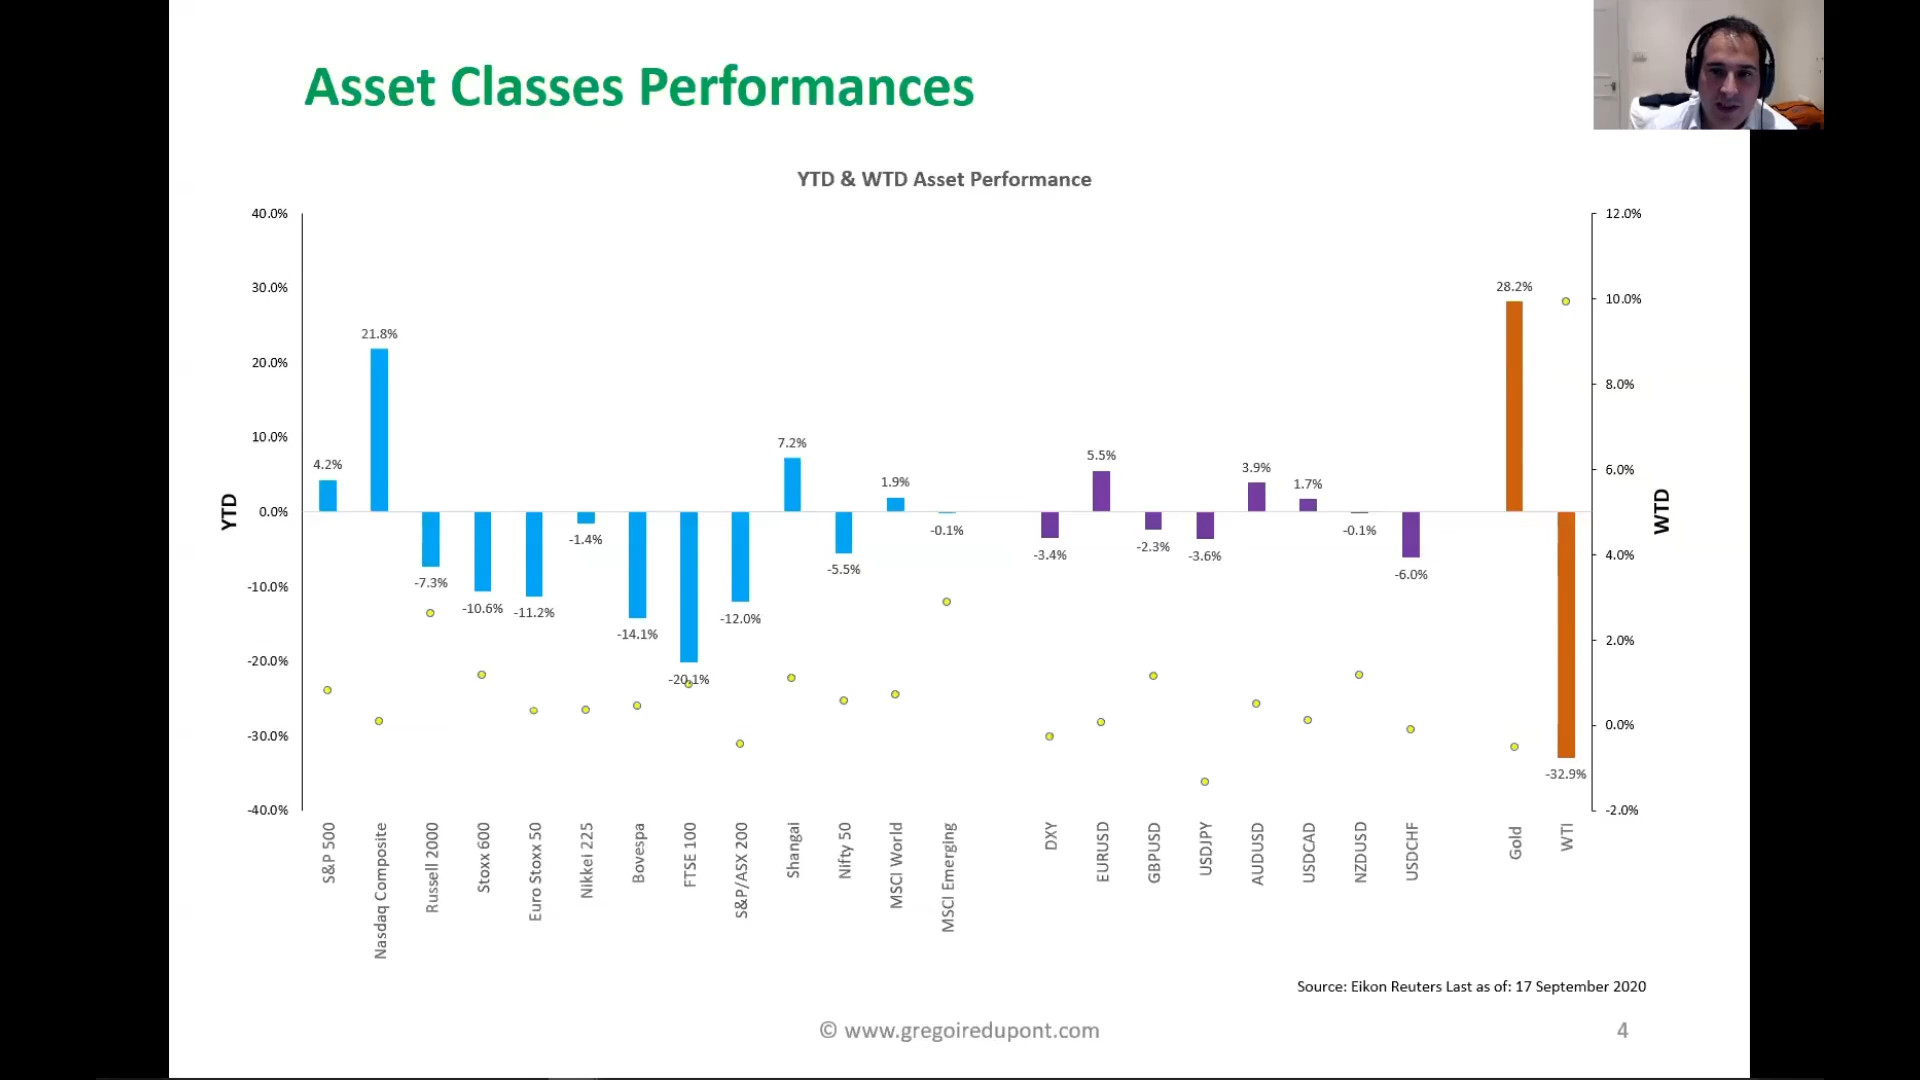 Asset Classes Performances
YTD & WTD Asset Performance
40.0%
30.0%
20.0%
10.0%
0.0%
-10.0%
-20.0%
-30.0%
-40.0%
YTD
12.0%
10.0%
8.0%
6.0%
4.0%
2.0%
0.0%
-2.0%
WTD
4.2%
21.8%
-7.3%
-10.6%
-11.2%
-1.4%
-14.1%
-20.1%
-12.0%
7.2%
-5.5%
1.9%
-0.1%
-3.4%
5.5%
-2.3%
-3.6%
3.9%
1.7%
-0.1%
-6.0%
28.2%
-32.9%
S&P 500
Nasdaq Composite
Russell 2000
Stoxx 600
Euro Stoxx 50
Nikkei 225
Bovespa
FTSE 100
S&P/ASX 200
Shangai
Nifty 50
MSCI World
MSCI Emerging
DXY
EURUSD
GBPUSD
USDJPY
AUDUSD
USDCAD
NZDUSD
USDCHF
Gold
WTI
Source: Eikon Reuters Last as of: 17 September 2020
© www.gregoiredupont.com
4